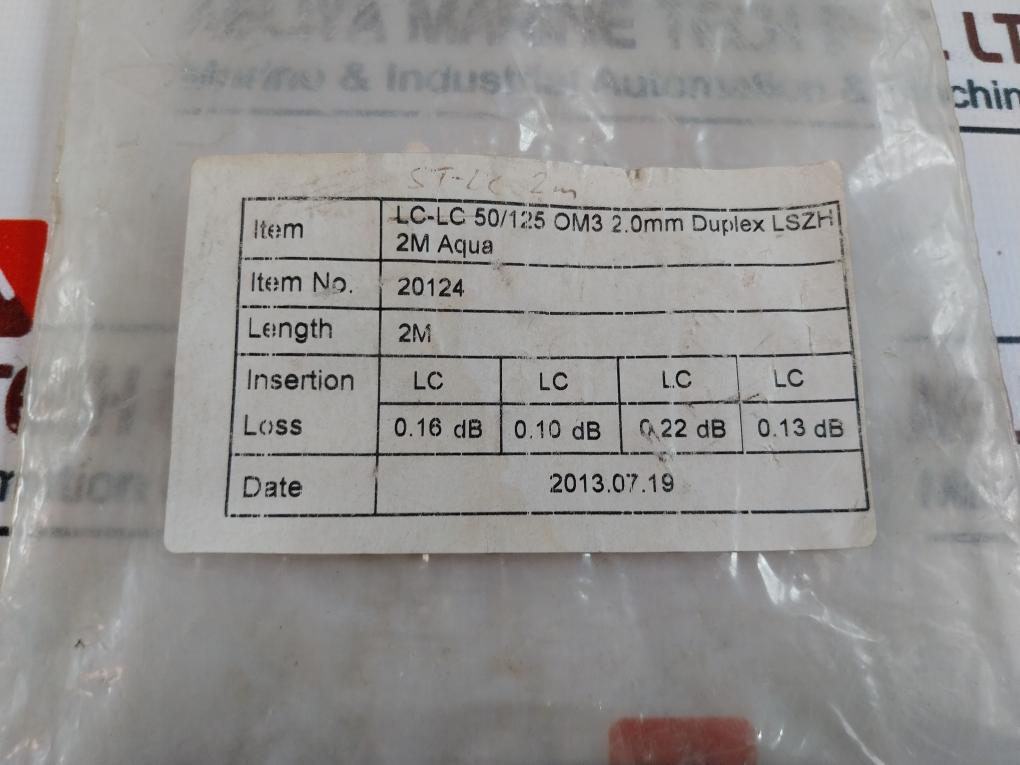 MARINE TECH
LT
Marine & Industrial Automation &
chin
ST-LC 2m
Item LC-LC 50/125 OM3 2.0mm Duplex LSZH
2M Aqua
Item No. 20124
Length 2M
Insertion LC LC LC LC
Loss 0.16 dB 0.10 dB 0.22 dB 0.13 dB
Date 2013.07.19